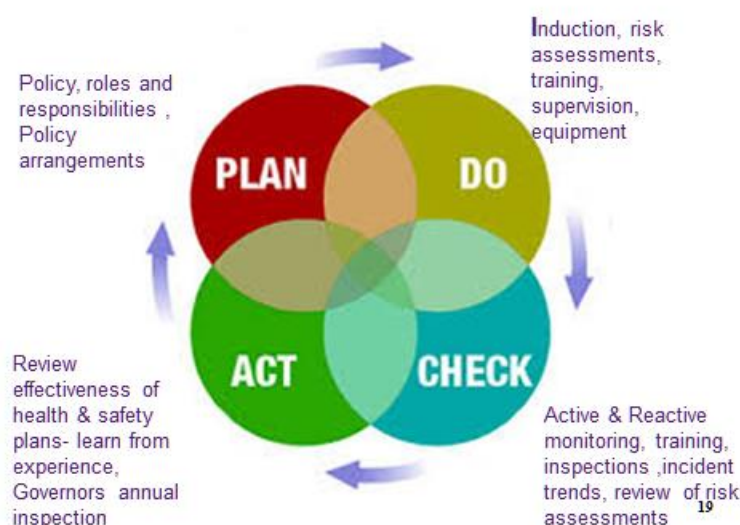 Policy, roles and
responsibilities ,
Policy
arrangements
Induction, risk
assessments,
training,
supervision,
equipment
PLAN
DO
ACT
CHECK
Review
effectiveness of
health & safety
plans- learn from
experience,
Governors annual
inspection
Active & Reactive
monitoring, training,
inspections ,incident
trends, review of risk
assessments
19